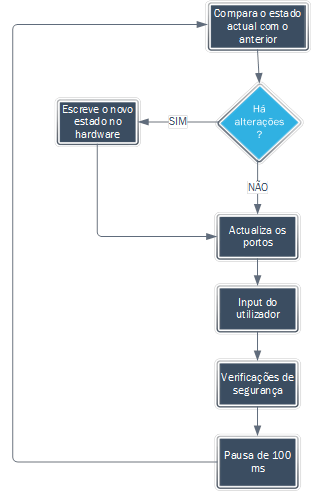 Compara o estado
actual com o
anterior
Há
alterações
?
SIM
Escreve o novo
estado no
hardware
NÃO
Actualiza os
portos
Input do
utilizador
Verificações de
segurança
Pausa de 100
ms